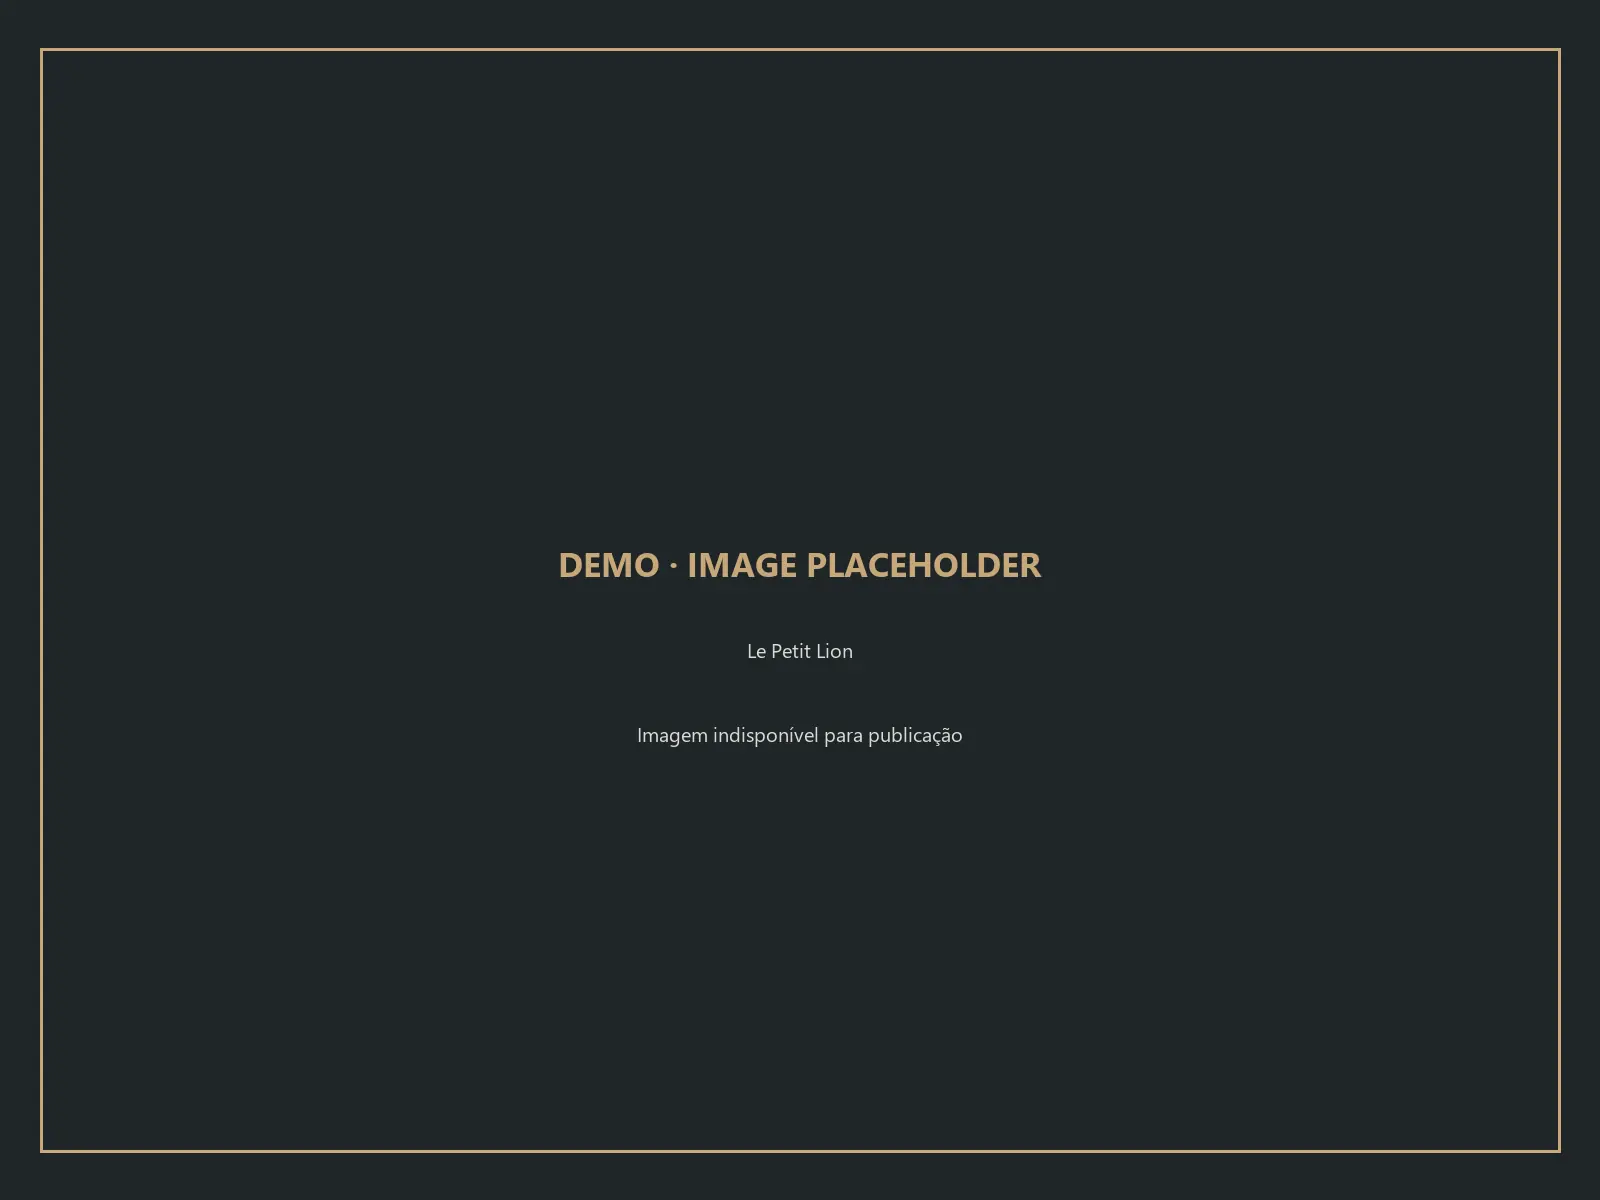 DEMO · IMAGE PLACEHOLDER
Le Petit Lion
Imagem indisponível para publicação